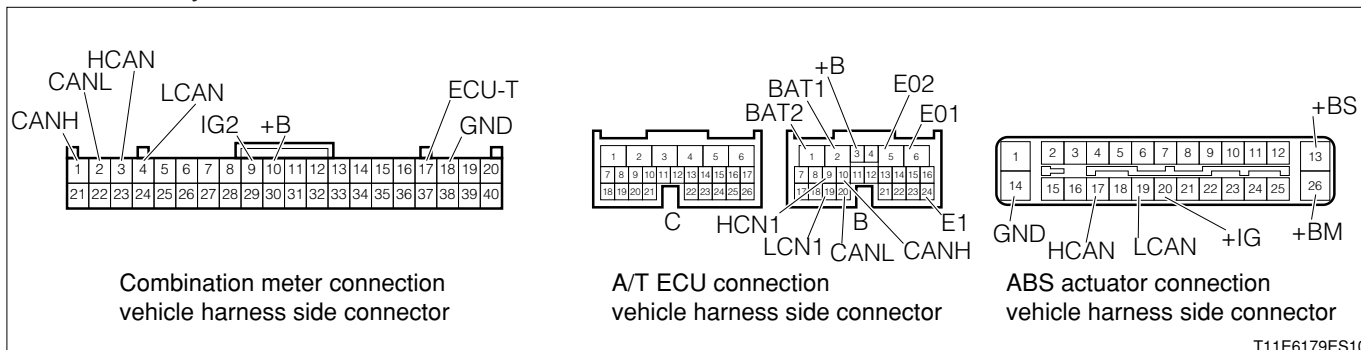 HCAN
CANL
LCAN
CANH
IG2 +B
ECU-T
GND
1 2 3 4 5 6 7 8 9 10 11 12 13 14 15 16 17 18 19 20
21 22 23 24 25 26 27 28 29 30 31 32 33 34 35 36 37 38 39 40
Combination meter connection
vehicle harness side connector
+B
BAT1
BAT2
E02
E01
1 2 3 4 5 6
7 8 9 10 11 12 13 14 15 16 17
18 19 20 21 22 23 24 25 26
C
1 2 3 4 5 6
7 8 9 10 11 12 13 14 15 16
17 18 19 20 21 22 23 24
B
HCN1
LCN1
CANL
CANH
E1
A/T ECU connection
vehicle harness side connector
+BS
1 2 3 4 5 6 7 8 9 10 11 12 13
14 15 16 17 18 19 20 21 22 23 24 25 26
GND
HCAN
LCAN
+IG
+BM
ABS actuator connection
vehicle harness side connector
T11E6179ES10